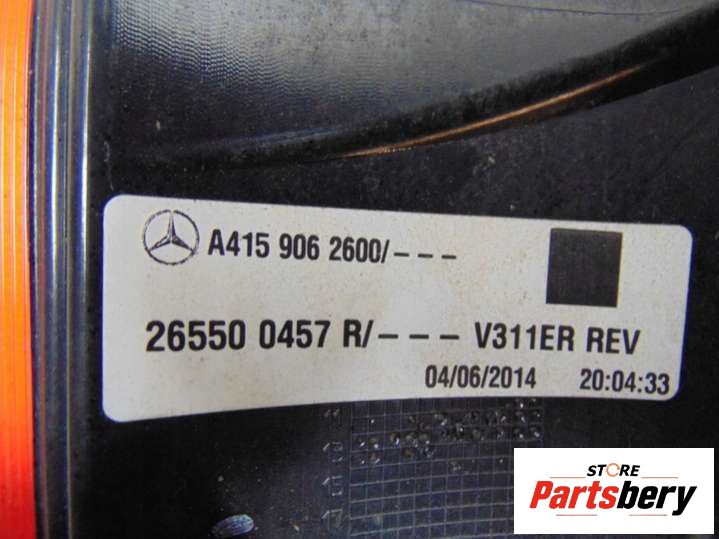 A415 906 2600/– – –
26550 0457 R/– – – V311ER REV
04/06/2014 20:04:33
STORE
Partsbery